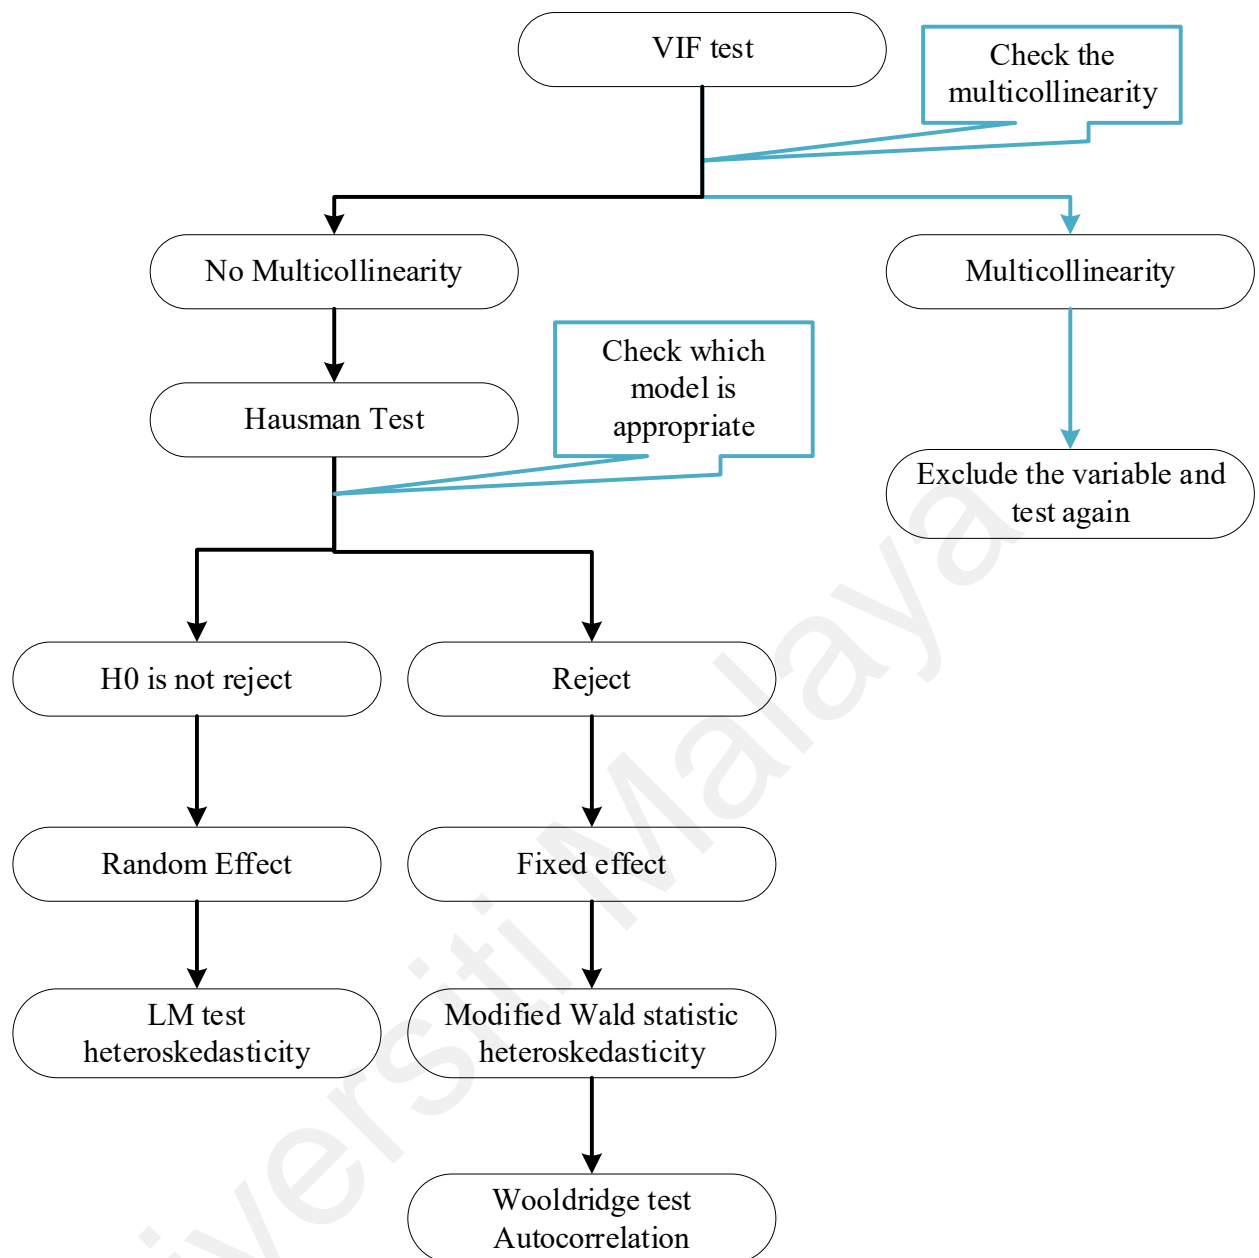 VIF test
Check the
multicollinearity
No Multicollinearity
Multicollinearity
Check which
model is
appropriate
Hausman Test
Exclude the variable and
test again
H0 is not reject
Reject
Random Effect
Fixed effect
LM test
heteroskedasticity
Modified Wald statistic
heteroskedasticity
Wooldridge test
Autocorrelation
versiti Malaya